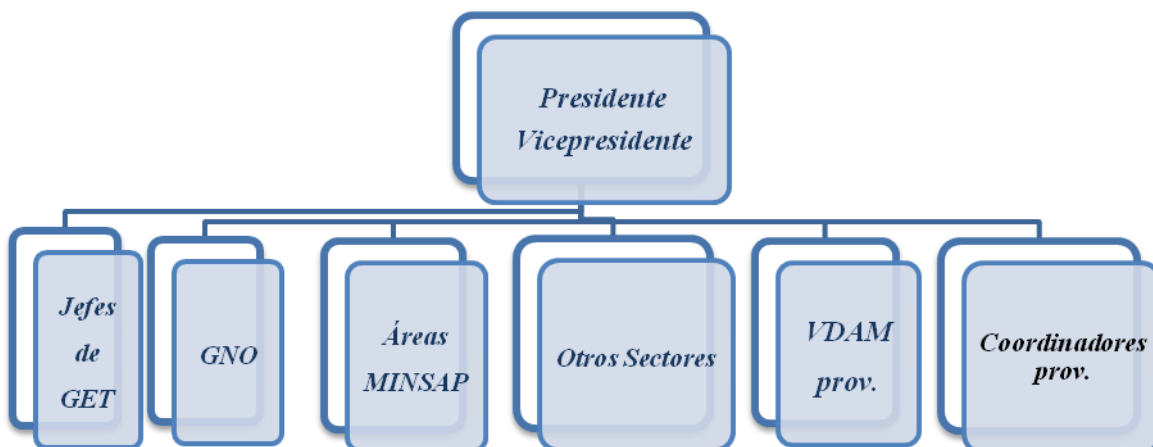 Presidente
Vicepresidente
Jefes
de
GET
GNO
Áreas
MINSAP
Otros Sectores
VDAM
prov.
Coordinadores
prov.